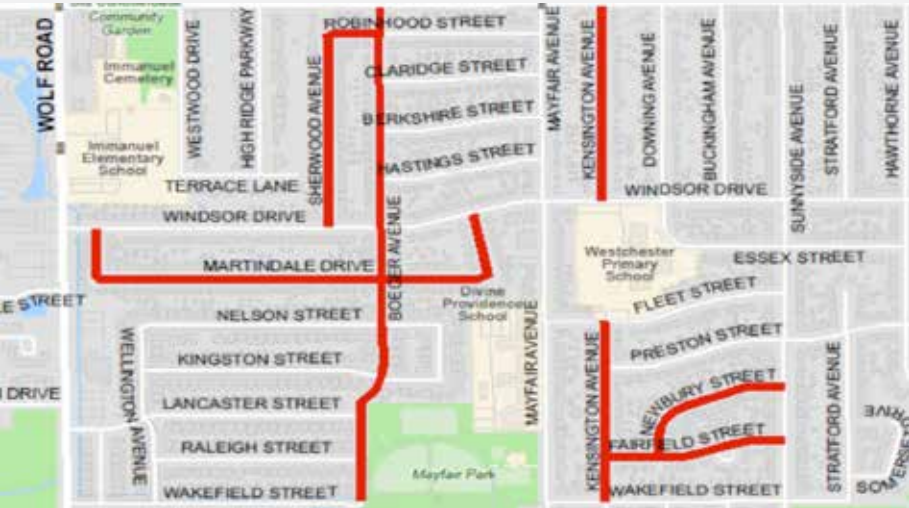 Community
Garden
Immanuel
Cemetery
Immanuel
Elementary
School
WOLF ROAD
WESTWOOD DRIVE
HIGH RIDGE PARKWAY
SHERWOOD AVENUE
ROBINHOOD STREET
CLARIDGE STREET
BERKSHIRE STREET
HASTINGS STREET
MAYFAIR AVENUE
KENSINGTON AVENUE
DOWNING AVENUE
BUCKINGHAM AVENUE
SUNNYSIDE AVENUE
STRATFORD AVENUE
HAWTHORNE AVENUE
TERRACE LANE
WINDSOR DRIVE
WINDSOR DRIVE
MARTINDALE DRIVE
BOEGER AVENUE
Westchester
Primary
School
ESSEX STREET
FLEET STREET
Divine
Providence
School
LE STREET
NELSON STREET
MAYFAIR AVENUE
PRESTON STREET
KINGSTON STREET
WELLINGTON AVENUE
KENSINGTON AVENUE
NEWBURY STREET
STRATFORD AVENUE
DRIVE
LANCASTER STREET
FAIRFIELD STREET
RALEIGH STREET
Mayfair Park
WAKEFIELD STREET
WAKEFIELD STREET
SOMERSET DRIVE